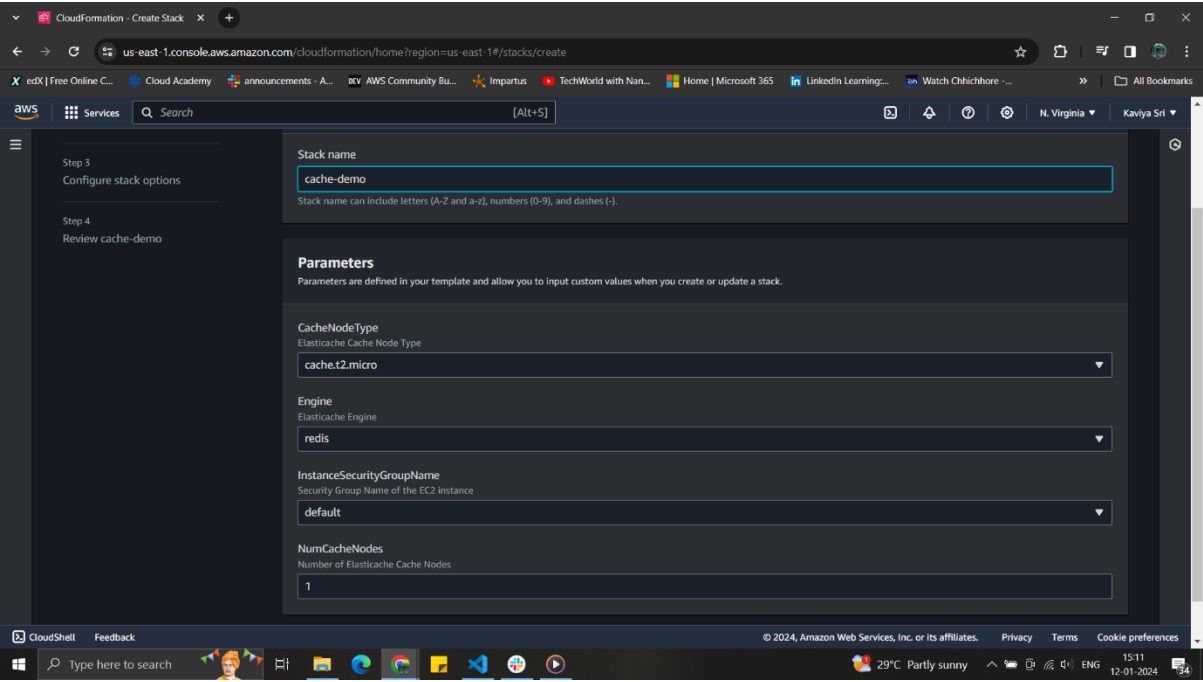 CloudFormation - Create Stack
us-east-1.console.aws.amazon.com/cloudformation/home?region=us-east-1#/stacks/create
edX | Free Online C... Cloud Academy announcements - A... DEV AWS Community Bu... Impartus TechWorld with Nan... Home | Microsoft 365 LinkedIn Learning:... Watch Chhichhore -... » All Bookmarks
aws Services Search [Alt+S] N. Virginia Kaviya Sri
Step 3
Configure stack options
Step 4
Review cache-demo
Stack name
cache-demo
Stack name can include letters (A-Z and a-z), numbers (0-9), and dashes (-).
Parameters
Parameters are defined in your template and allow you to input custom values when you create or update a stack.
CacheNodeType
Elasticache Cache Node Type
cache.t2.micro
Engine
Elasticache Engine
redis
InstanceSecurityGroupName
Security Group Name of the EC2 instance
default
NumCacheNodes
Number of Elasticache Cache Nodes
1
CloudShell Feedback © 2024, Amazon Web Services, Inc. or its affiliates. Privacy Terms Cookie preferences
Type here to search 29°C Partly sunny ENG 15:11
12-01-2024 34